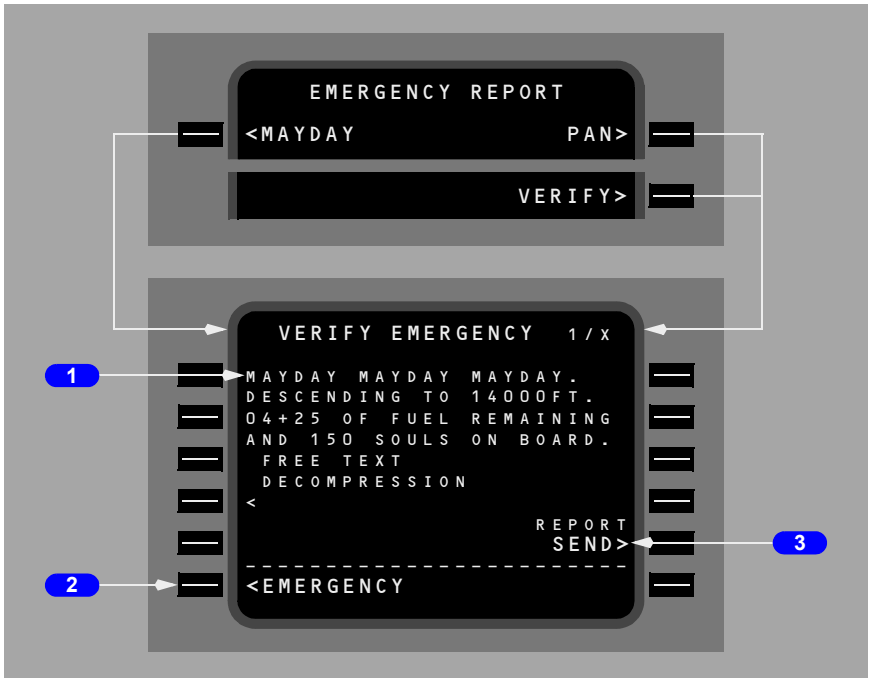 EMERGENCY REPORT
<MAYDAY PAN>
VERIFY>
VERIFY EMERGENCY 1/X
1
MAYDAY MAYDAY MAYDAY.
DESCENDING TO 14000FT.
04+25 OF FUEL REMAINING
AND 150 SOULS ON BOARD.
FREE TEXT
DECOMPRESSION
<
REPORT
SEND>
3
------------------------
2
<EMERGENCY